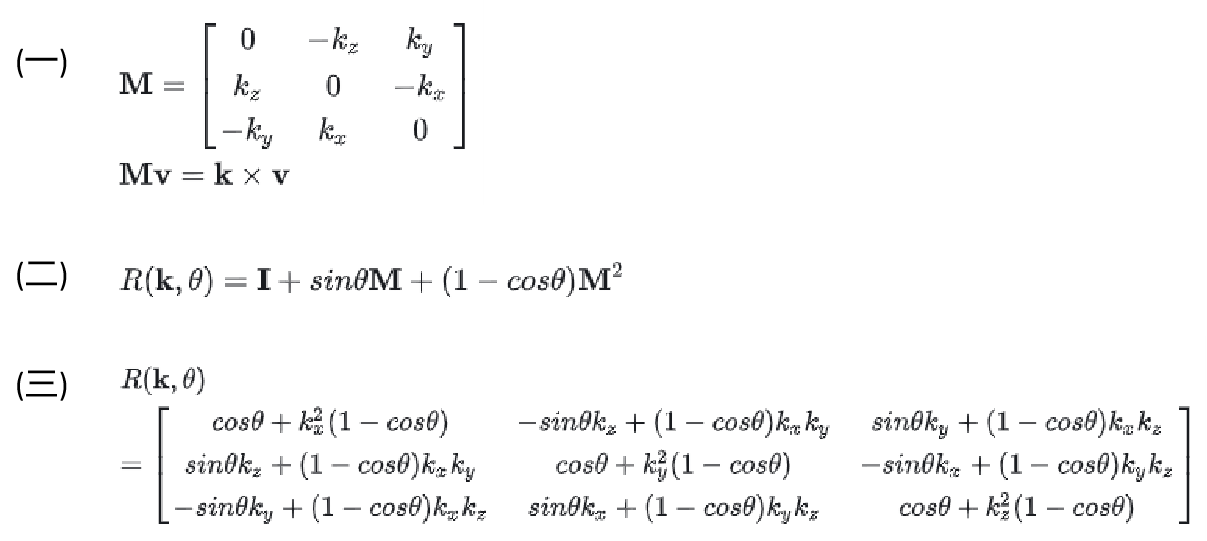 (一)
M = [ 0 -k_z k_y
k_z 0 -k_x
-k_y k_x 0 ]
Mv = k × v
(二) R(k, θ) = I + sinθM + (1 − cosθ)M²
(三) R(k, θ)
= [ cosθ + k_x²(1 − cosθ) −sinθk_z + (1 − cosθ)k_xk_y sinθk_y + (1 − cosθ)k_xk_z
sinθk_z + (1 − cosθ)k_xk_y cosθ + k_y²(1 − cosθ) −sinθk_x + (1 − cosθ)k_yk_z
−sinθk_y + (1 − cosθ)k_xk_z sinθk_x + (1 − cosθ)k_yk_z cosθ + k_z²(1 − cosθ) ]